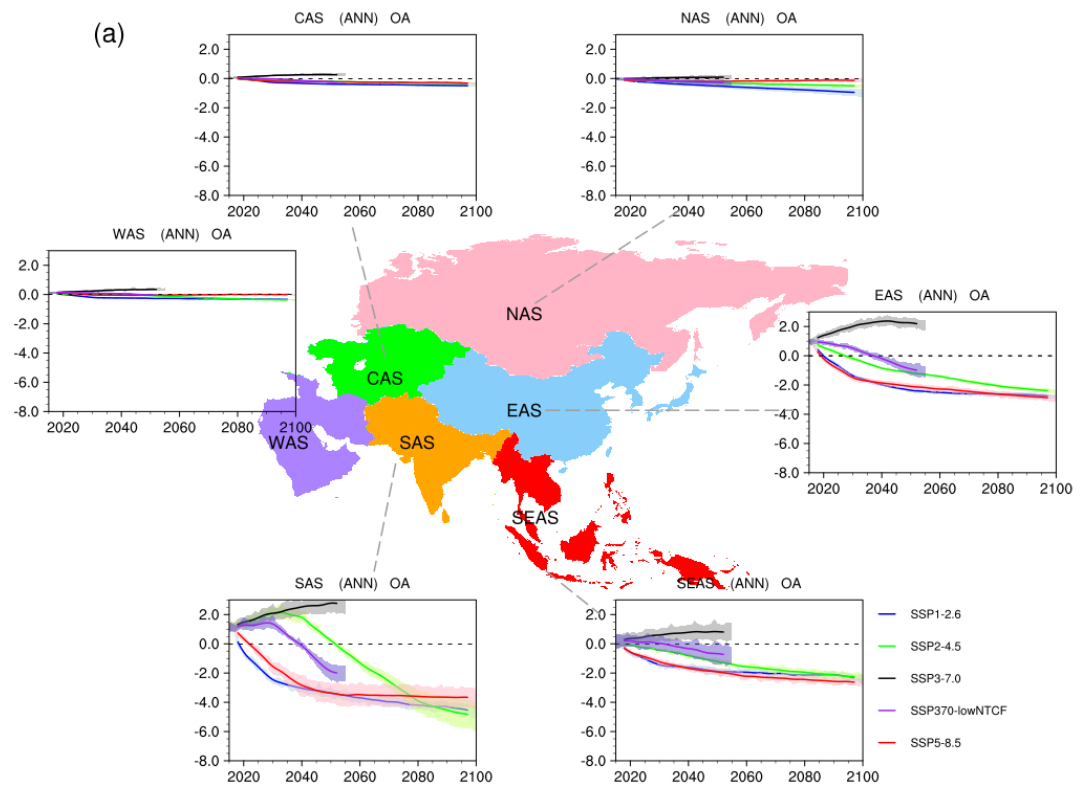 (a)
CAS (ANN) OA
2.0
0.0
-2.0
-4.0
-6.0
-8.0
2020 2040 2060 2080 2100
NAS (ANN) OA
2.0
0.0
-2.0
-4.0
-6.0
-8.0
2020 2040 2060 2080 2100
WAS (ANN) OA
2.0
0.0
-2.0
-4.0
-6.0
-8.0
2020 2040 2060 2080 2100
EAS (ANN) OA
2.0
0.0
-2.0
-4.0
-6.0
-8.0
2020 2040 2060 2080 2100
NAS
CAS
EAS
WAS
SAS
SEAS
SAS (ANN) OA
2.0
0.0
-2.0
-4.0
-6.0
-8.0
2020 2040 2060 2080 2100
SEAS (ANN) OA
2.0
0.0
-2.0
-4.0
-6.0
-8.0
2020 2040 2060 2080 2100
SSP1-2.6
SSP2-4.5
SSP3-7.0
SSP370-lowNTCF
SSP5-8.5